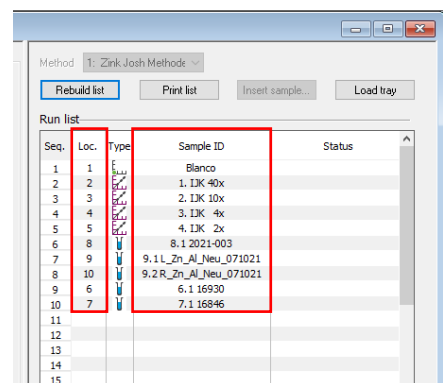 Method 1: Zink Josh Methode
Rebuild list Print list Insert sample... Load tray
Run list
Seq. Loc. Type Sample ID Status
1 1 Blanco
2 2 1. IJK 40x
3 3 2. IJK 10x
4 4 3. IJK 4x
5 5 4. IJK 2x
6 8 8.1 2021-003
7 9 9.1 L_Zn_Al_Neu_071021
8 10 9.2 R_Zn_Al_Neu_071021
9 6 6.1 16930
10 7 7.1 16846
11
12
13
14
15